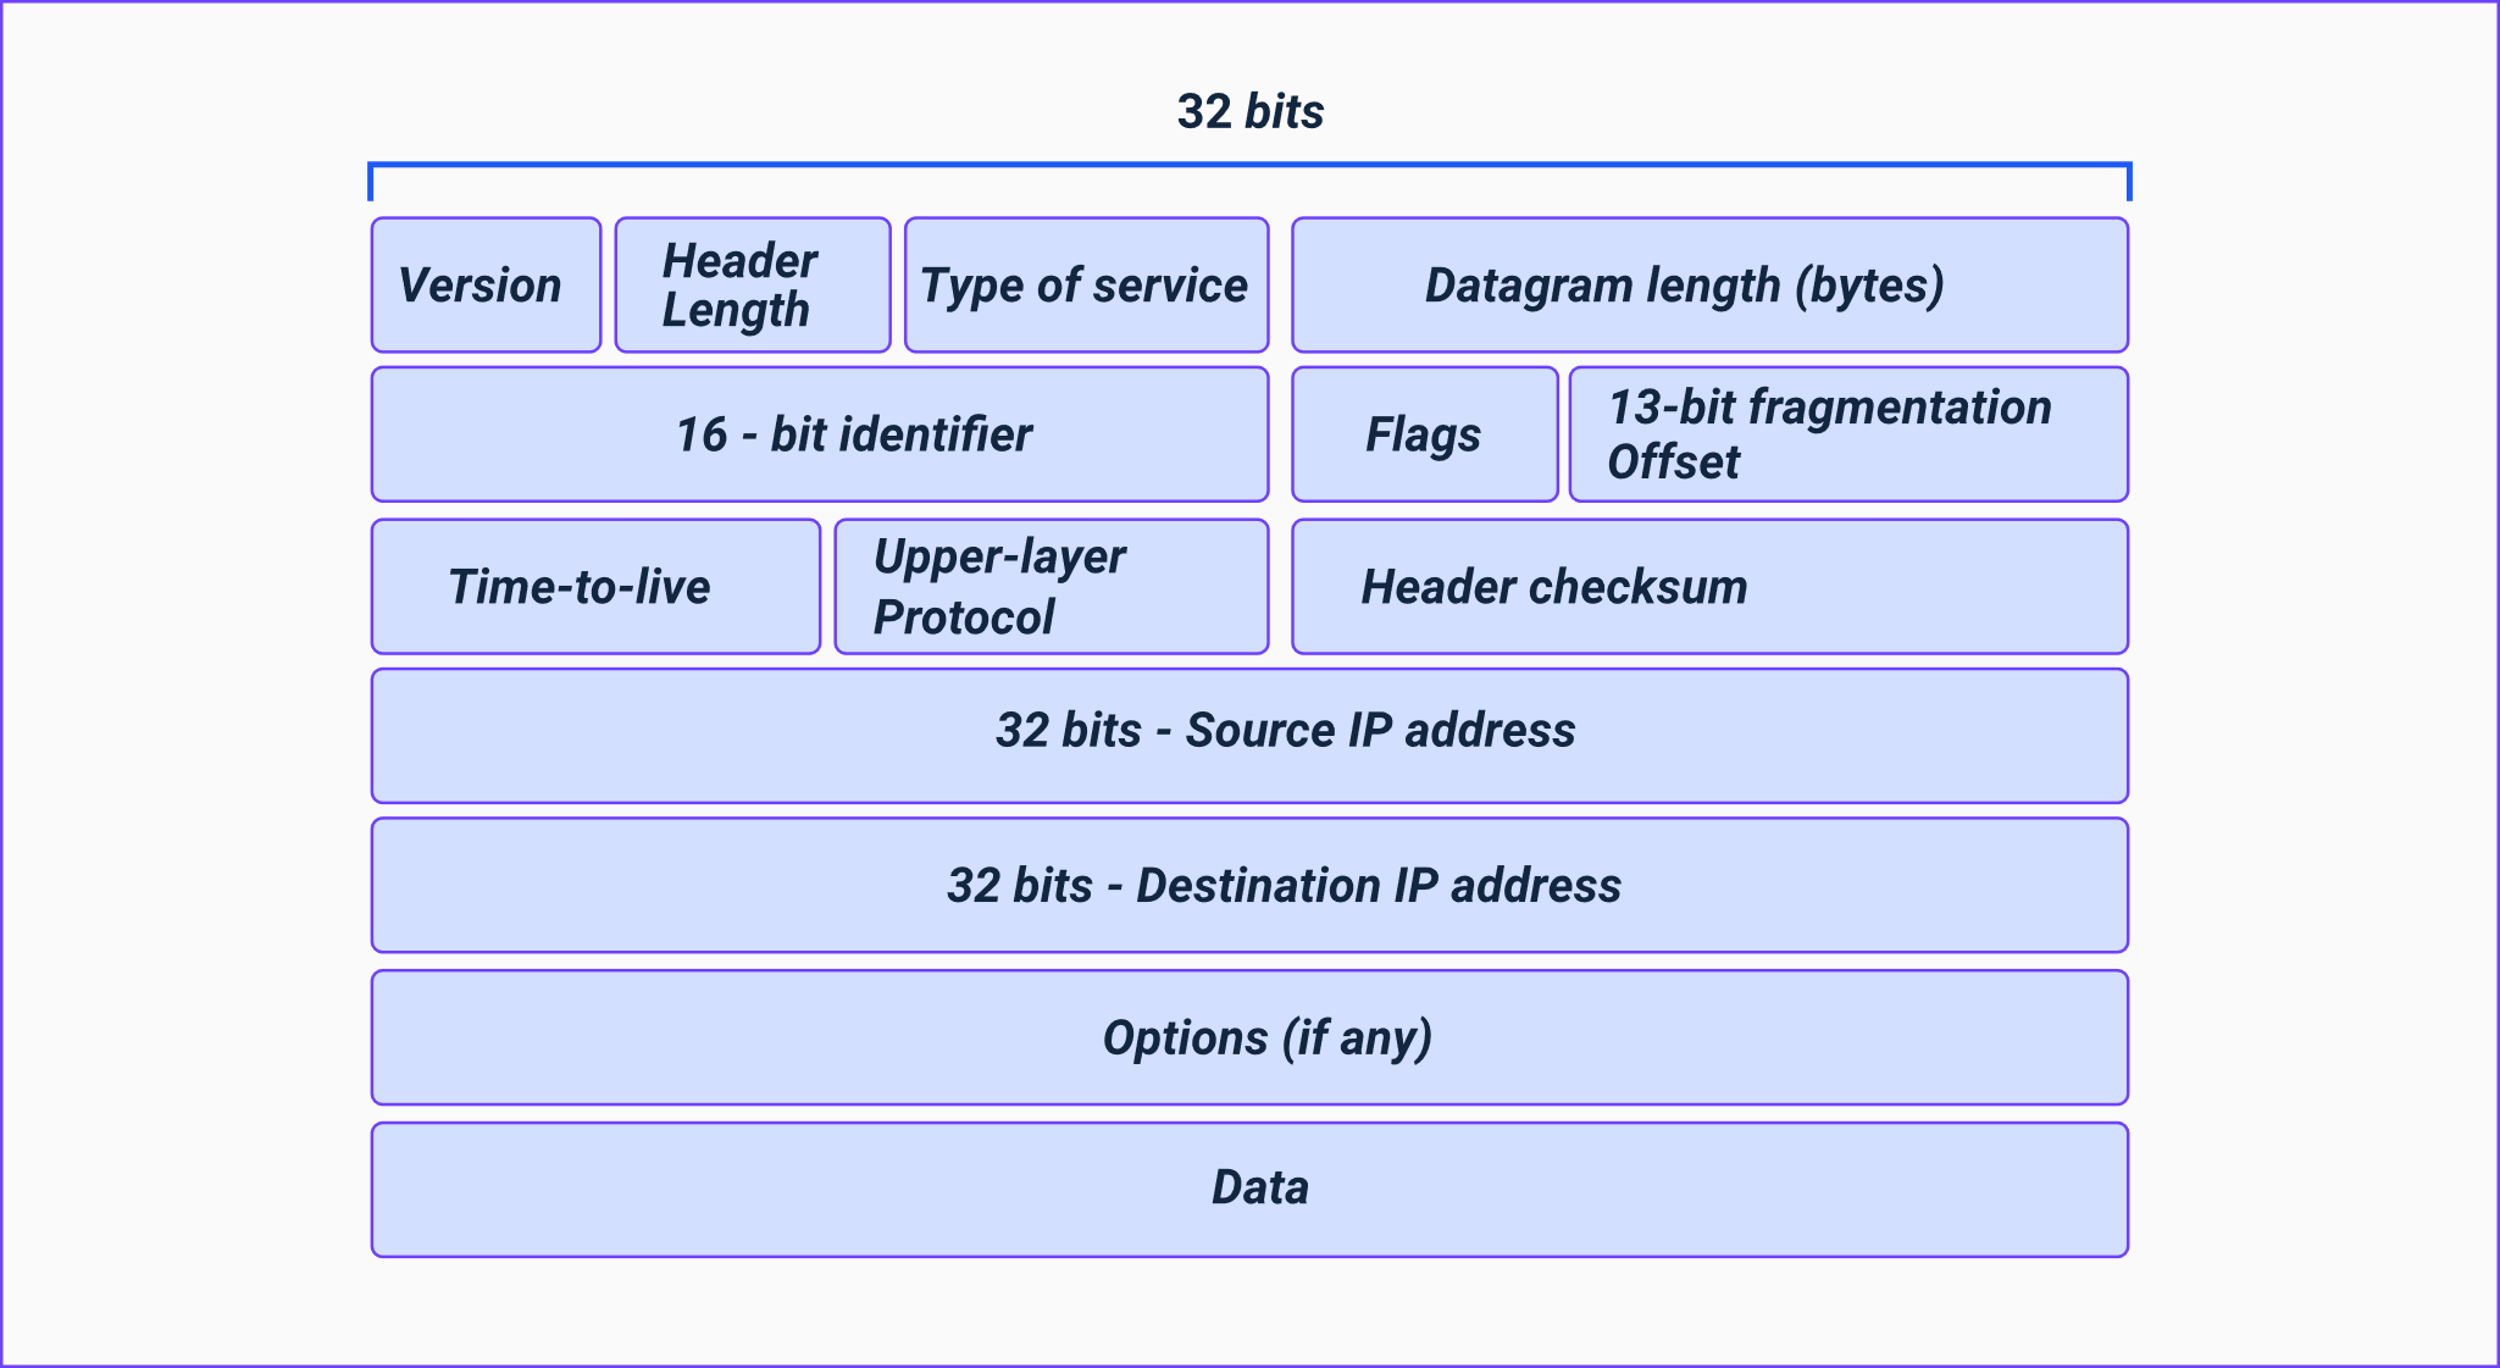 32 bits
Version
Header
Length
Type of service
Datagram length (bytes)
16 - bit identifier
Flags
13-bit fragmentation
Offset
Time-to-live
Upper-layer
Protocol
Header checksum
32 bits - Source IP address
32 bits - Destination IP address
Options (if any)
Data